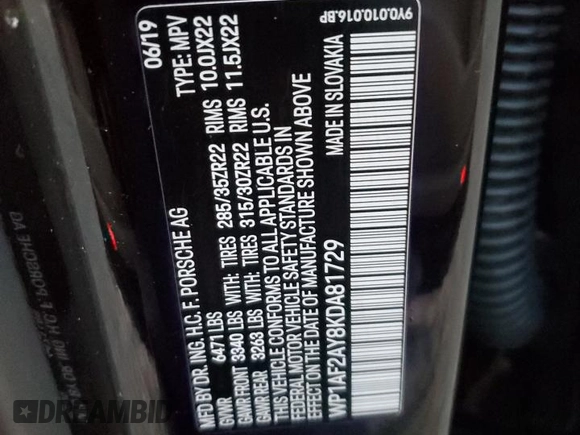 MFD BY DR. ING. H.C. F. PORSCHE AG 06/19
GVWR 6471 LBS TYPE: MPV
GAWR FRONT 3340 LBS WITH: TIRES 285/35ZR22 RIMS 10.0JX22
GAWR REAR 3263 LBS WITH: TIRES 315/30ZR22 RIMS 11.5JX22
THIS VEHICLE CONFORMS TO ALL APPLICABLE U.S.
FEDERAL MOTOR VEHICLE SAFETY STANDARDS IN
EFFECT ON DATE OF MANUFACTURE SHOWN ABOVE
WP1AF2AY8KDA81729 MADE IN SLOVAKIA
9Y0.010.016.BP
EpicVIN